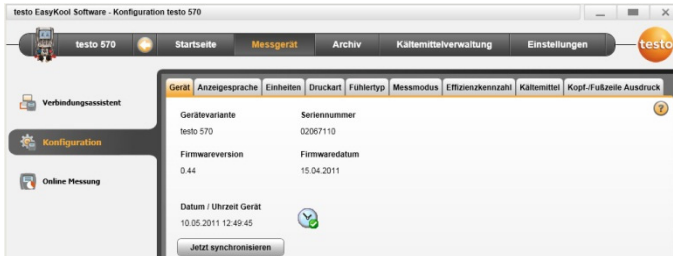 testo EasyKool Software - Konfiguration testo 570
testo 570 Startseite Messgerät Archiv Kältemittelverwaltung Einstellungen testo
Gerät Anzeigesprache Einheiten Druckart Fühlertyp Messmodus Effizienzkennzahl Kältemittel Kopf-/Fußzeile Ausdruck
Verbindungsassistent
Konfiguration
Online Messung
Gerätevariante Seriennummer
testo 570 02067110
Firmwareversion Firmwaredatum
0.44 15.04.2011
Datum / Uhrzeit Gerät
10.05.2011 12:49:45
Jetzt synchronisieren
?